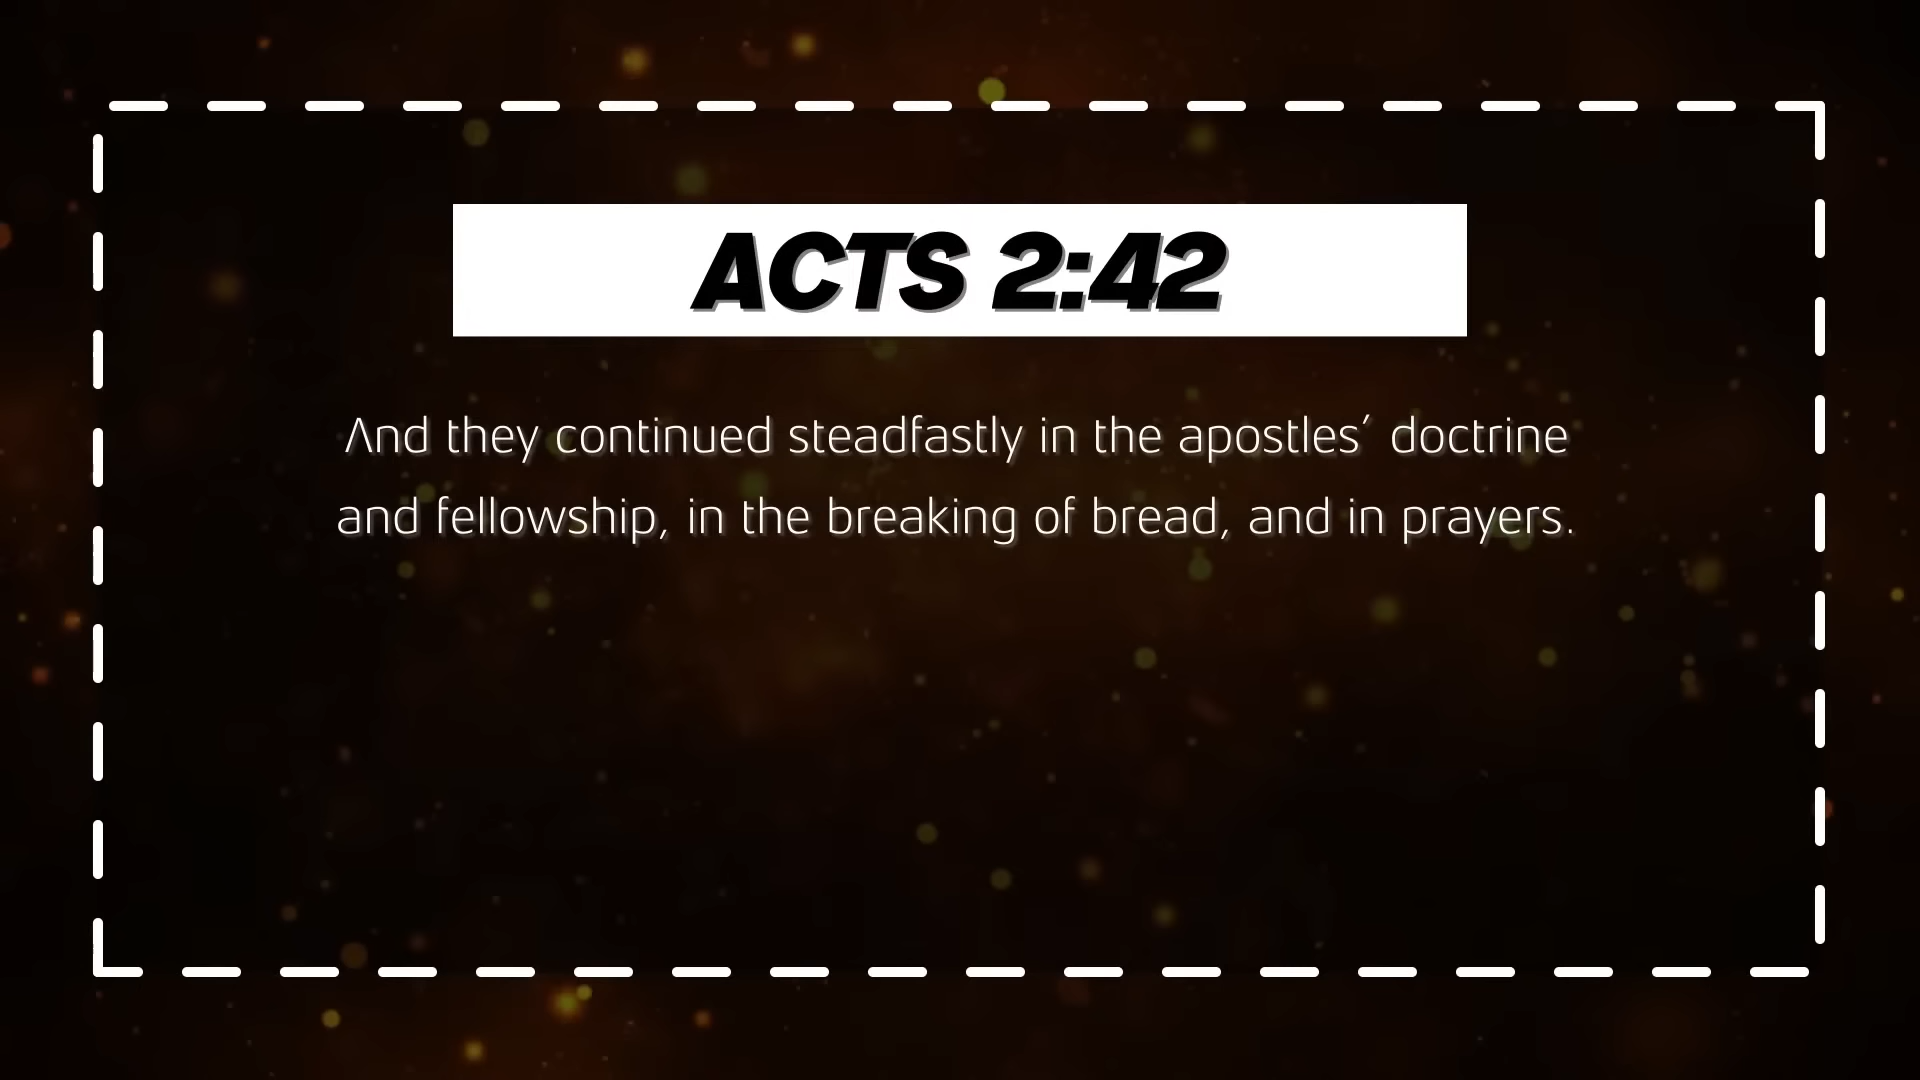 ACTS 2:42
And they continued steadfastly in the apostles’ doctrine
and fellowship, in the breaking of bread, and in prayers.